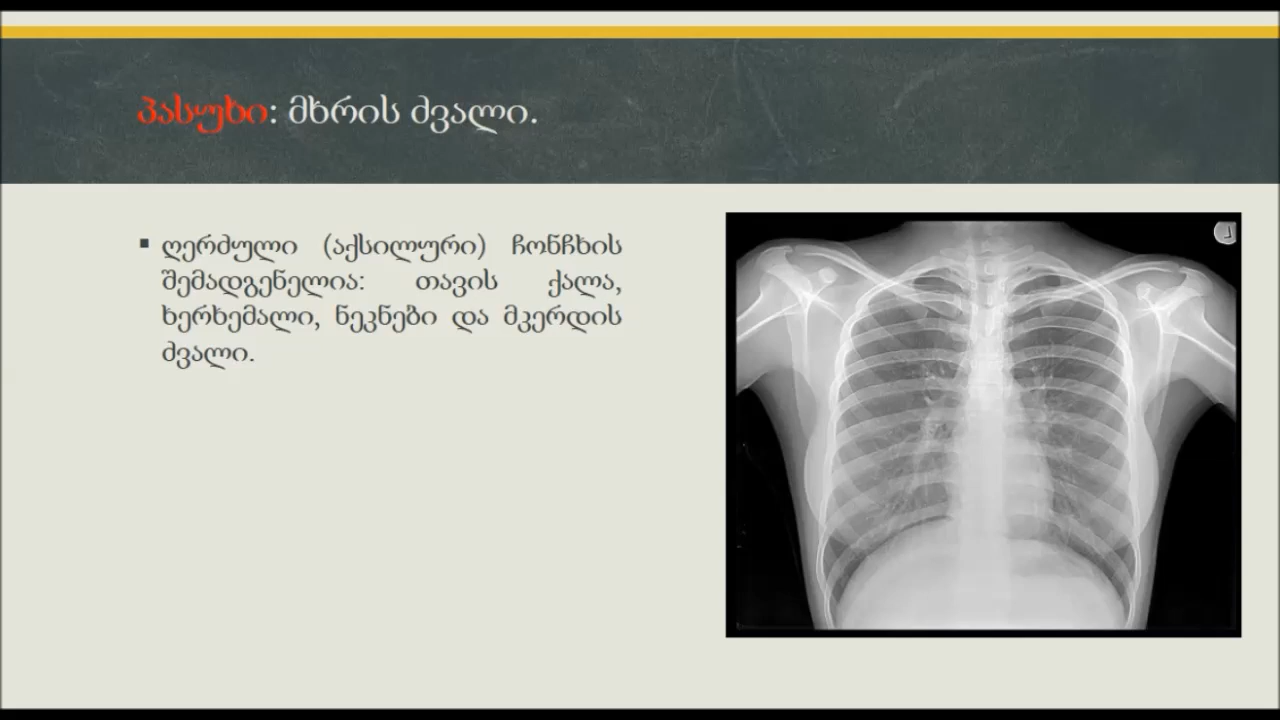 პასუხი: მხრის ძვალი.
▪ ღერძული (აქსილური) ჩონჩხის
შემადგენელია: თავის ქალა,
ხერხემალი, ნეკნები და მკერდის
ძვალი.
L